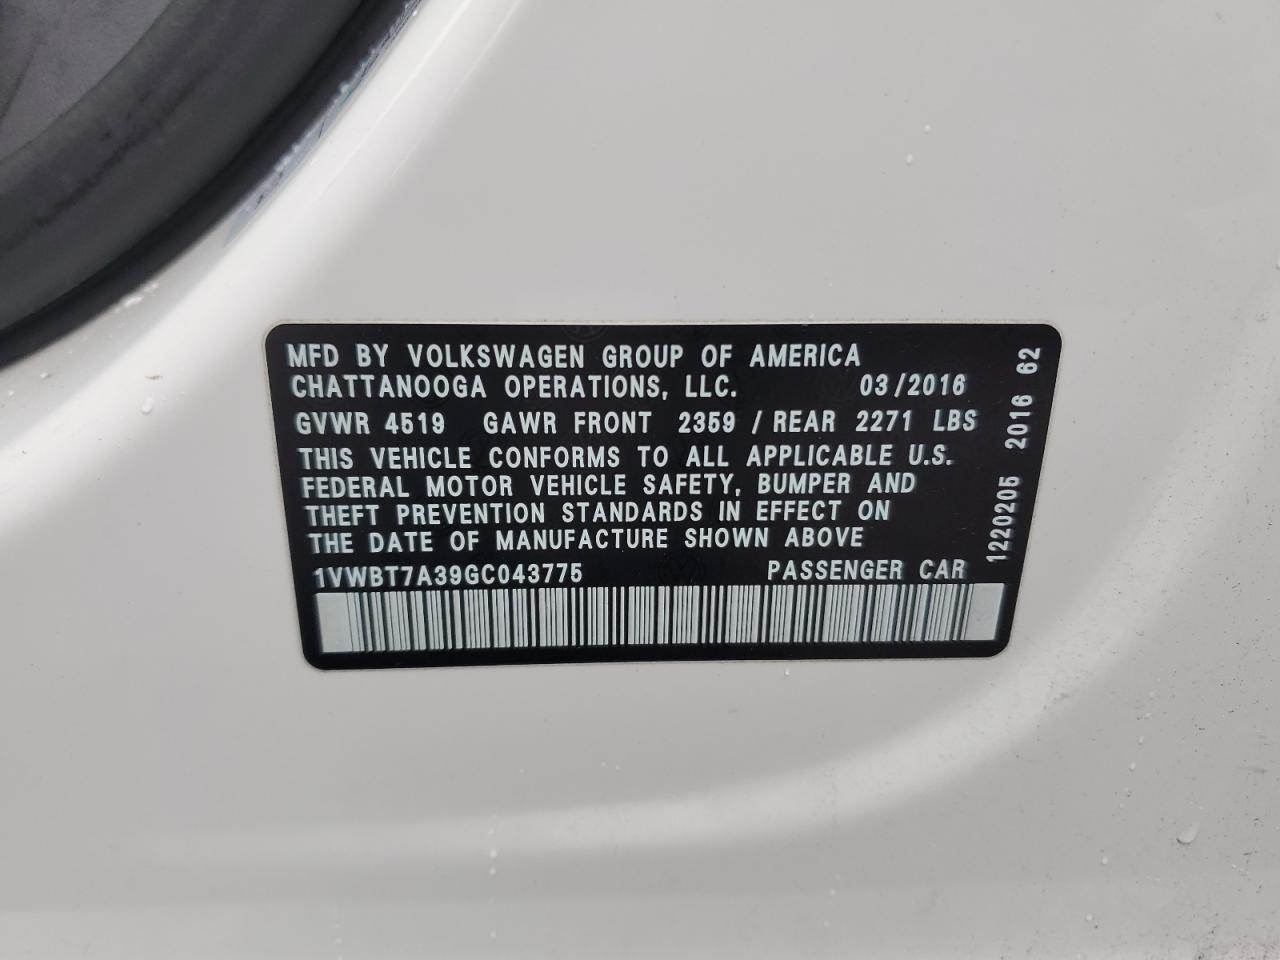 MFD BY VOLKSWAGEN GROUP OF AMERICA
CHATTANOOGA OPERATIONS, LLC. 03/2016
GVWR 4519 GAWR FRONT 2359 / REAR 2271 LBS
THIS VEHICLE CONFORMS TO ALL APPLICABLE U.S.
FEDERAL MOTOR VEHICLE SAFETY, BUMPER AND
THEFT PREVENTION STANDARDS IN EFFECT ON
THE DATE OF MANUFACTURE SHOWN ABOVE
1VWBT7A39GC043775 PASSENGER CAR
1220205 2016 62